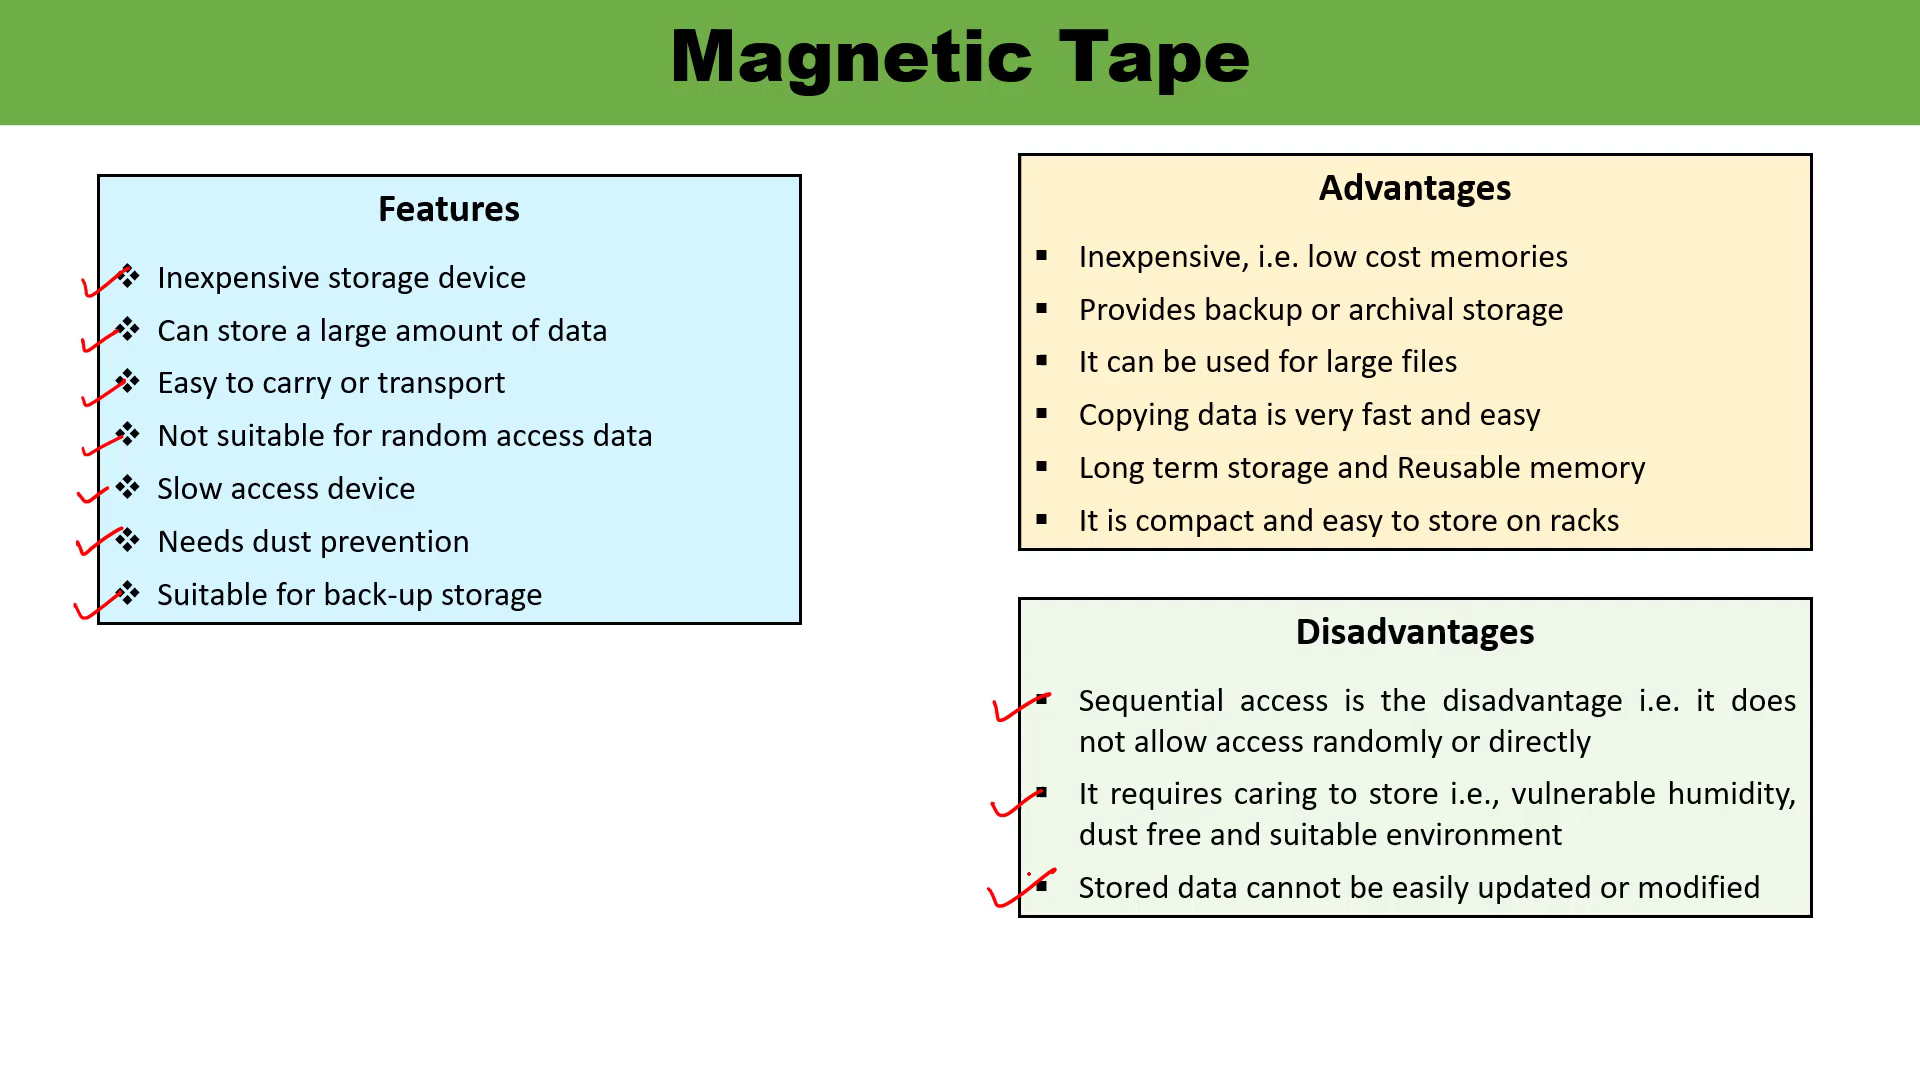 Magnetic Tape
Features
❖ Inexpensive storage device
❖ Can store a large amount of data
❖ Easy to carry or transport
❖ Not suitable for random access data
❖ Slow access device
❖ Needs dust prevention
❖ Suitable for back-up storage
Advantages
▪ Inexpensive, i.e. low cost memories
▪ Provides backup or archival storage
▪ It can be used for large files
▪ Copying data is very fast and easy
▪ Long term storage and Reusable memory
▪ It is compact and easy to store on racks
Disadvantages
▪ Sequential access is the disadvantage i.e. it does
not allow access randomly or directly
▪ It requires caring to store i.e., vulnerable humidity,
dust free and suitable environment
▪ Stored data cannot be easily updated or modified